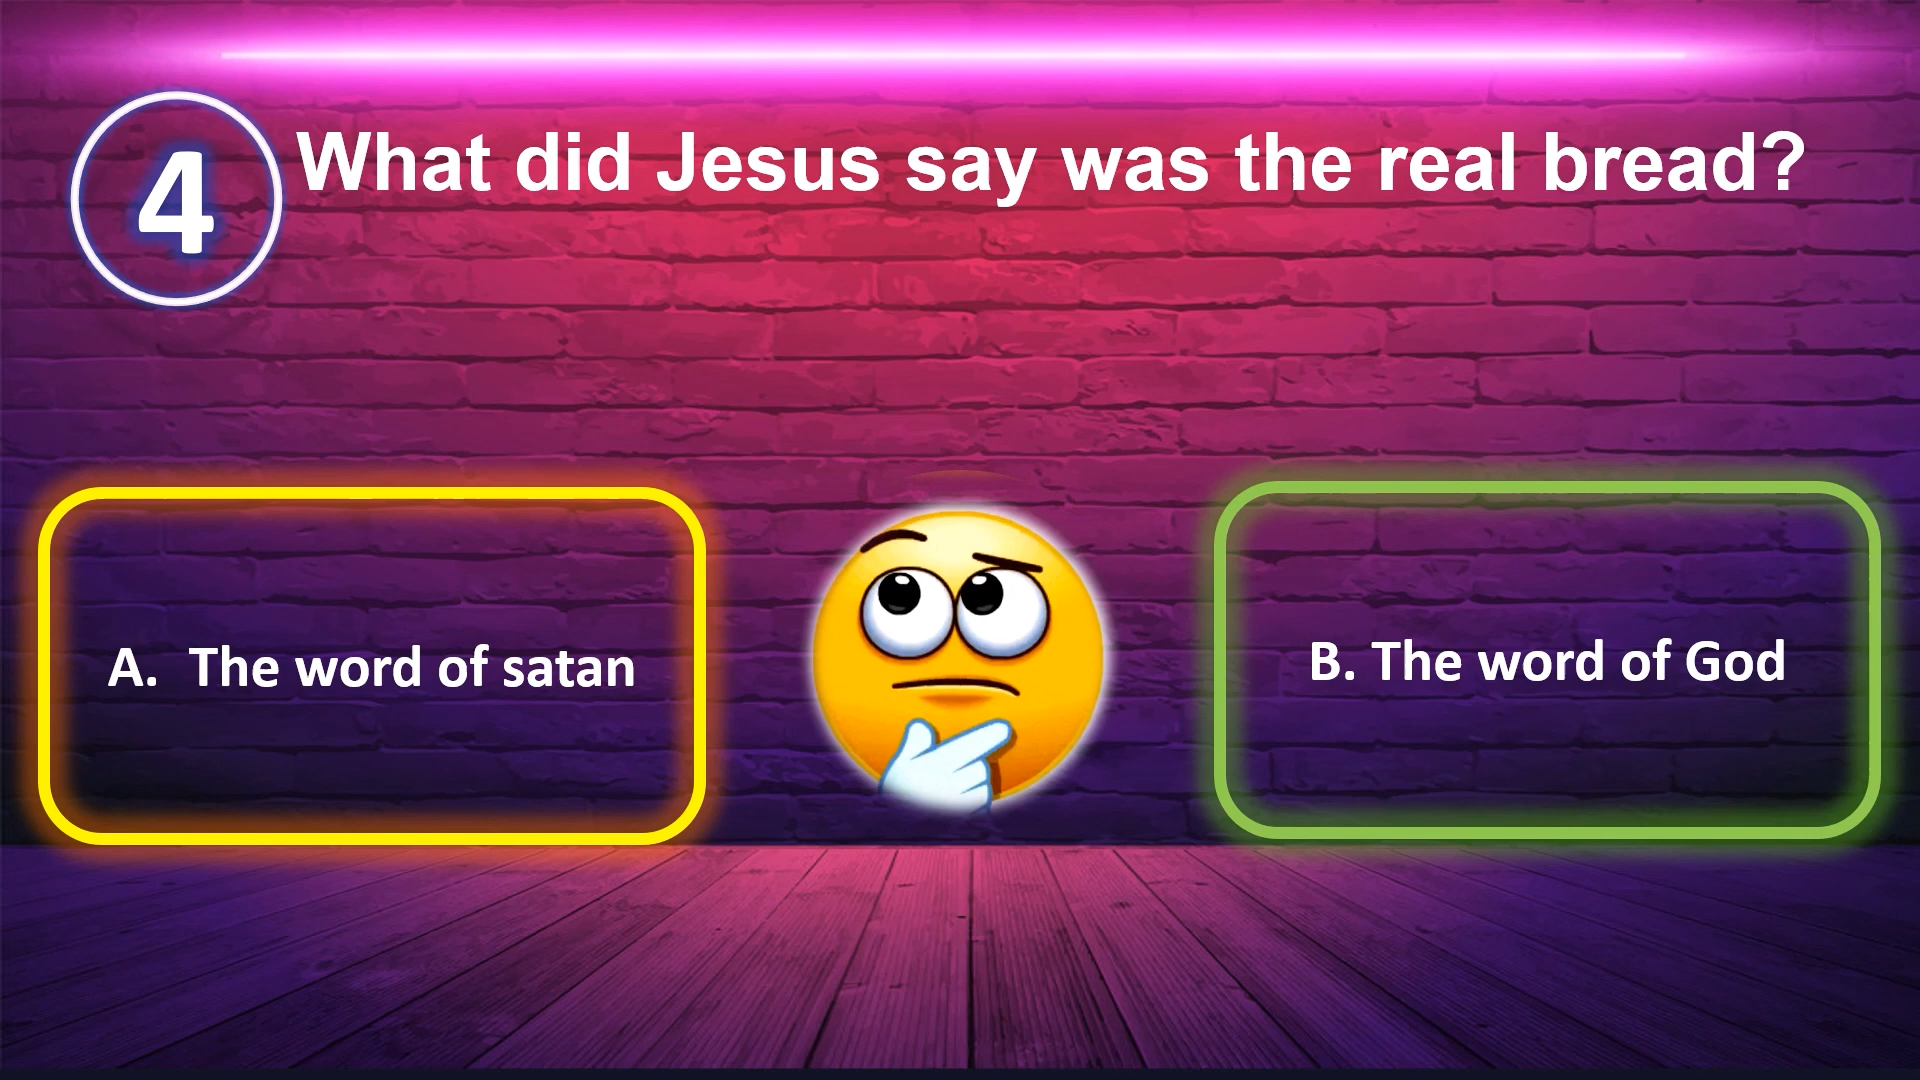 4
What did Jesus say was the real bread?
A. The word of satan
B. The word of God